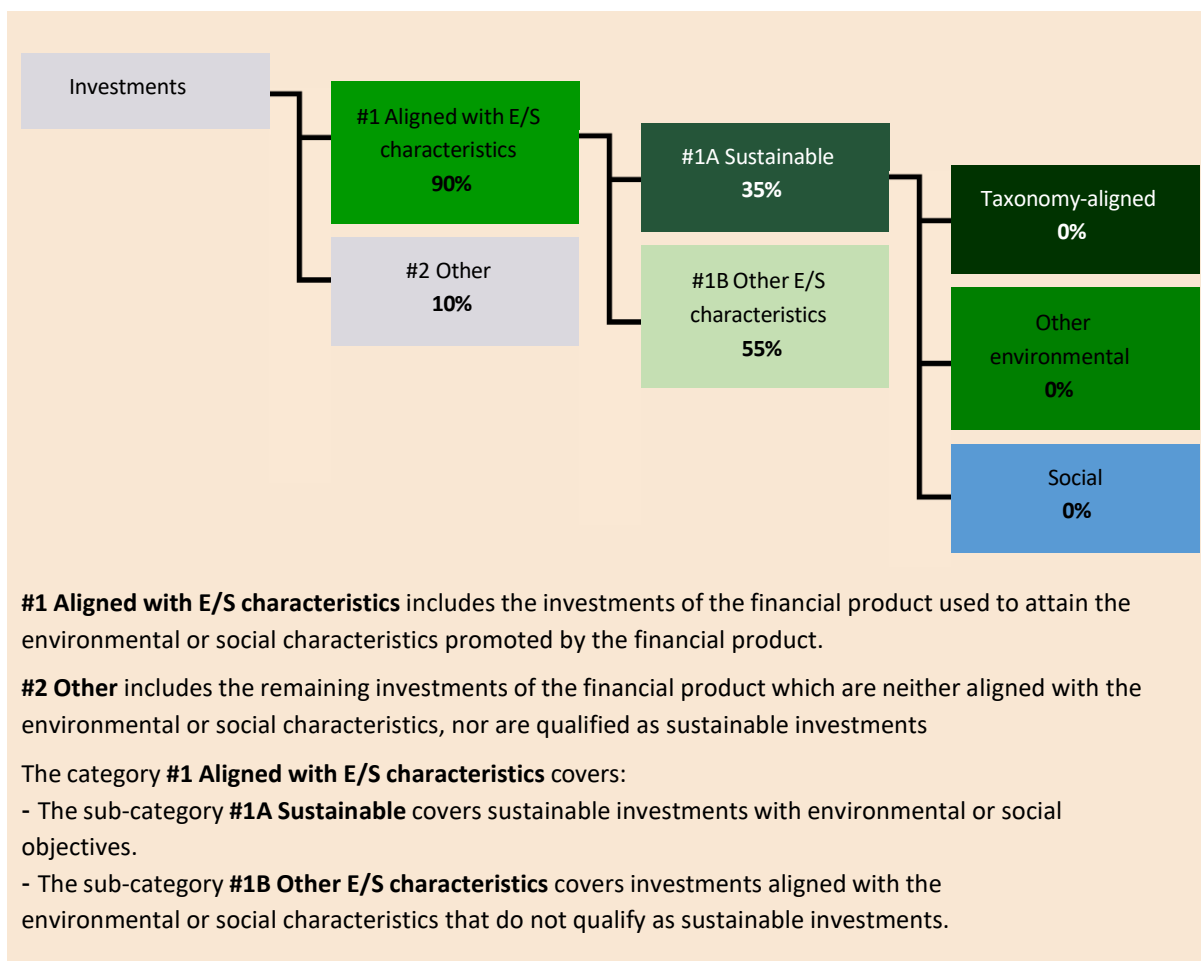 Investments
#1 Aligned with E/S
characteristics
90%
#2 Other
10%
#1A Sustainable
35%
#1B Other E/S
characteristics
55%
Taxonomy-aligned
0%
Other
environmental
0%
Social
0%
#1 Aligned with E/S characteristics includes the investments of the financial product used to attain the
environmental or social characteristics promoted by the financial product.
#2 Other includes the remaining investments of the financial product which are neither aligned with the
environmental or social characteristics, nor are qualified as sustainable investments
The category #1 Aligned with E/S characteristics covers:
- The sub-category #1A Sustainable covers sustainable investments with environmental or social
objectives.
- The sub-category #1B Other E/S characteristics covers investments aligned with the
environmental or social characteristics that do not qualify as sustainable investments.